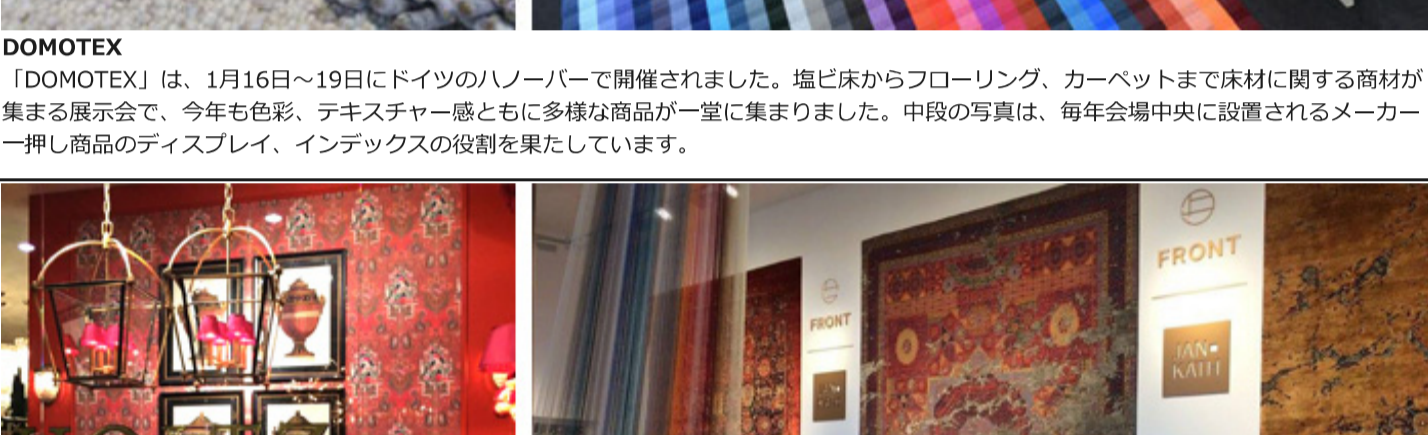 DOMOTEX
「DOMOTEX」は、1月16日～19日にドイツのハノーバーで開催されました。塩ビ床からフローリング、カーペットまで床材に関する商材が
集まる展示会で、今年も色彩、テキスチャー感ともに多様な商品が一堂に集まりました。中段の写真は、毎年会場中央に設置されるメーカー
一押し商品のディスプレイ、インデックスの役割を果たしています。
FRONT
FRONT
JAN
KATH